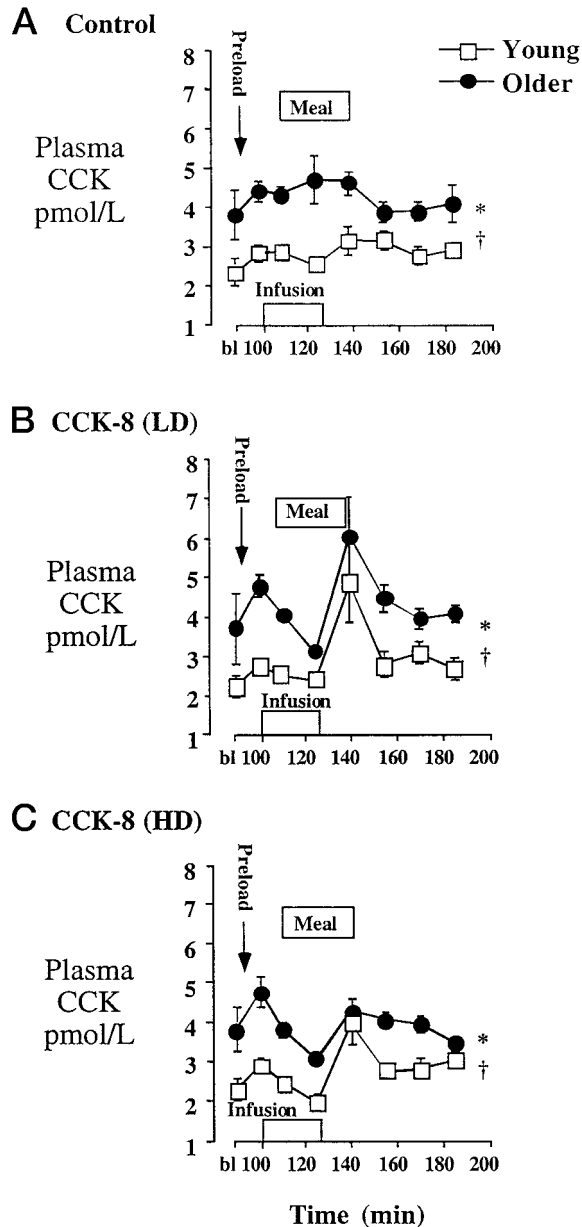 A Control
Young
Older
Preload
Meal
Plasma
CCK
pmol/L
8
7
6
5
4
3
2
1
*
†
Infusion
bl 100 120 140 160 180 200
B CCK-8 (LD)
Preload
Meal
Plasma
CCK
pmol/L
8
7
6
5
4
3
2
1
*
†
Infusion
bl 100 120 140 160 180 200
C CCK-8 (HD)
Preload
Meal
Plasma
CCK
pmol/L
8
7
6
5
4
3
2
1
*
†
Infusion
bl 100 120 140 160 180 200
Time (min)